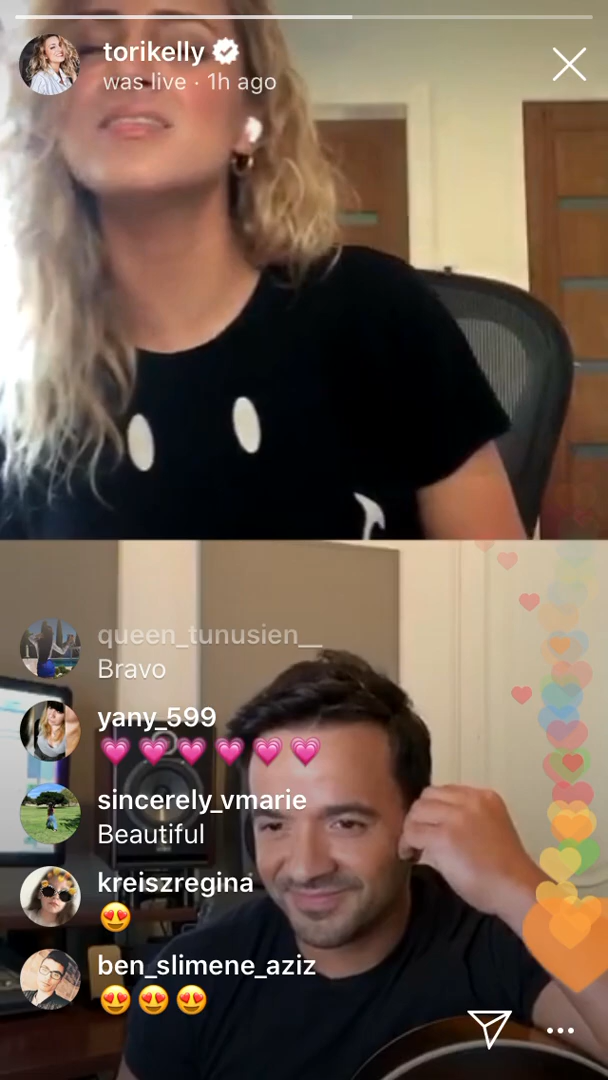 torikelly
was live · 1h ago
queen_tunusien__
Bravo
yany_599
💗 💗 💗 💗 💗 💗
sincerely_vmarie
Beautiful
kreiszregina
😍
ben_slimene_aziz
😍 😍 😍